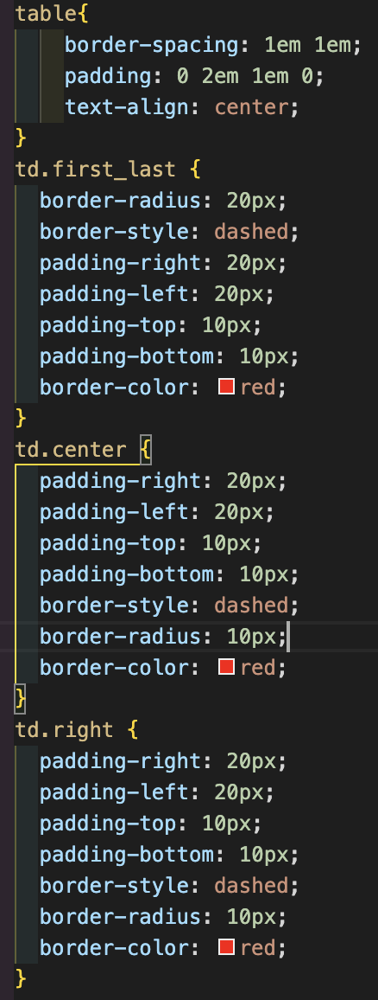 table{
border-spacing: 1em 1em;
padding: 0 2em 1em 0;
text-align: center;
}
td.first_last {
border-radius: 20px;
border-style: dashed;
padding-right: 20px;
padding-left: 20px;
padding-top: 10px;
padding-bottom: 10px;
border-color: red;
}
td.center {
padding-right: 20px;
padding-left: 20px;
padding-top: 10px;
padding-bottom: 10px;
border-style: dashed;
border-radius: 10px;
border-color: red;
}
td.right {
padding-right: 20px;
padding-left: 20px;
padding-top: 10px;
padding-bottom: 10px;
border-style: dashed;
border-radius: 10px;
border-color: red;
}